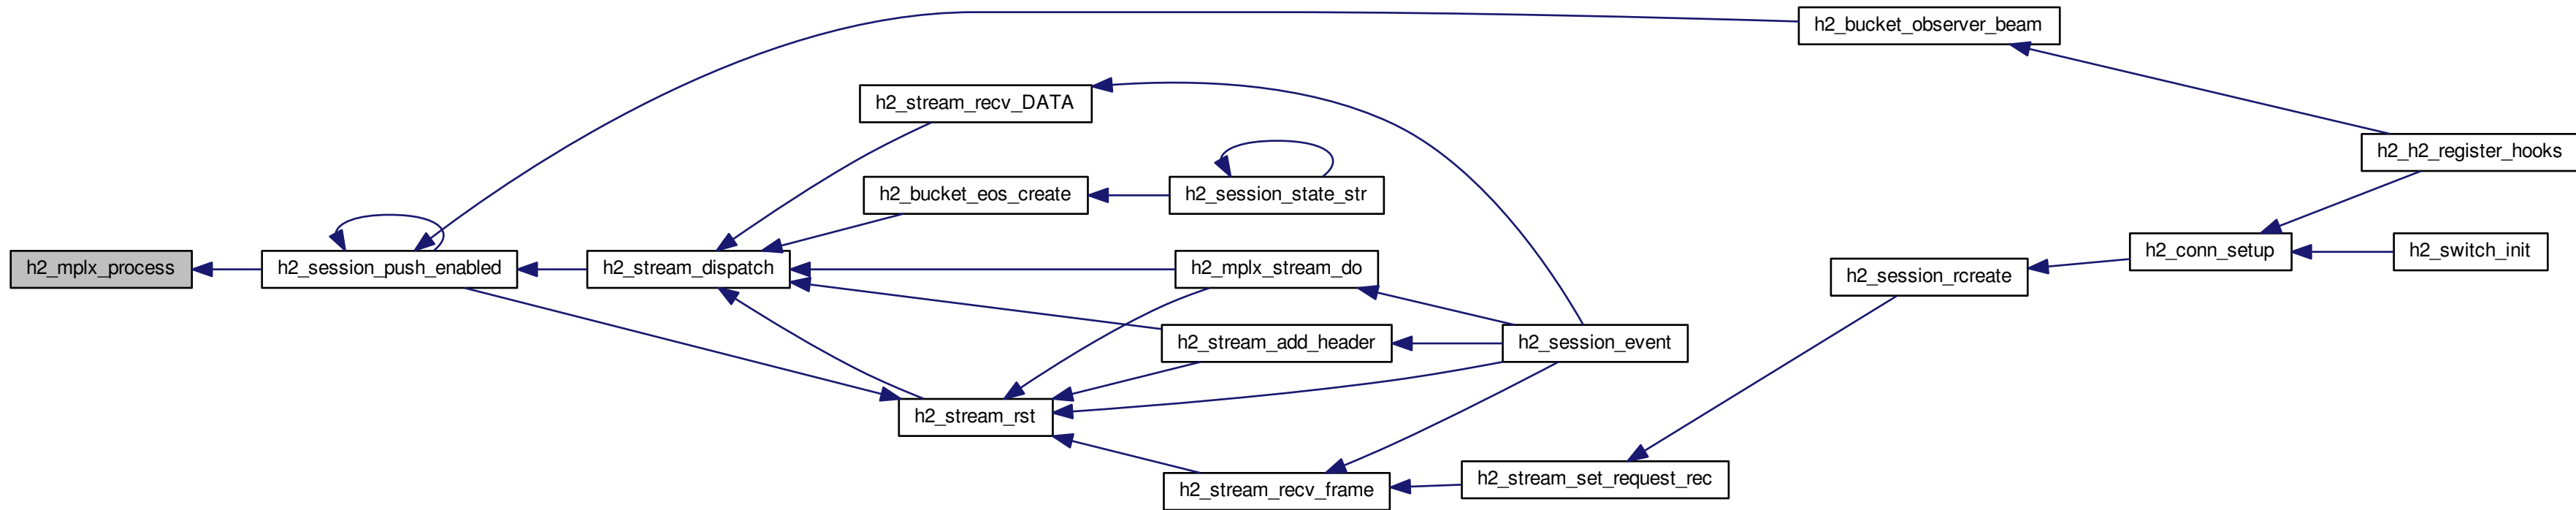 h2_bucket_observer_beam
h2_stream_recv_DATA
h2_h2_register_hooks
h2_bucket_eos_create
h2_session_state_str
h2_mplx_process
h2_session_push_enabled
h2_stream_dispatch
h2_mplx_stream_do
h2_session_rcreate
h2_conn_setup
h2_switch_init
h2_stream_add_header
h2_session_event
h2_stream_rst
h2_stream_recv_frame
h2_stream_set_request_rec